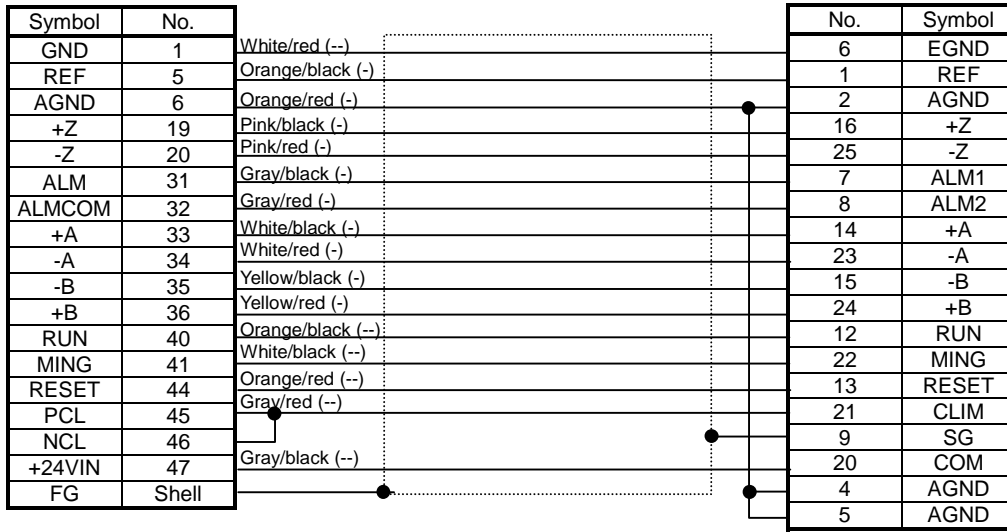 Symbol No. No. Symbol
GND 1 White/red (--) 6 EGND
REF 5 Orange/black (-) 1 REF
AGND 6 Orange/red (-) 2 AGND
+Z 19 Pink/black (-) 16 +Z
-Z 20 Pink/red (-) 25 -Z
ALM 31 Gray/black (-) 7 ALM1
ALMCOM 32 Gray/red (-) 8 ALM2
+A 33 White/black (-) 14 +A
-A 34 White/red (-) 23 -A
-B 35 Yellow/black (-) 15 -B
+B 36 Yellow/red (-) 24 +B
RUN 40 Orange/black (--) 12 RUN
MING 41 White/black (--) 22 MING
RESET 44 Orange/red (--) 13 RESET
PCL 45 Gray/red (--) 21 CLIM
NCL 46 9 SG
+24VIN 47 Gray/black (--) 20 COM
FG Shell 4 AGND
5 AGND